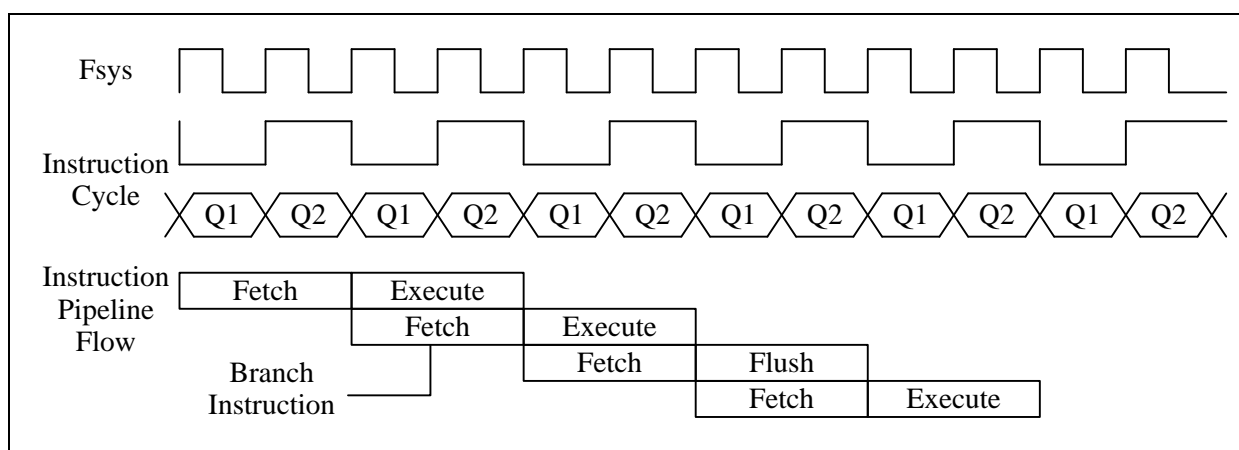 Fsys
Instruction
Cycle
Q1 Q2 Q1 Q2 Q1 Q2 Q1 Q2 Q1 Q2 Q1 Q2
Instruction
Pipeline
Flow
Fetch Execute
Fetch Execute
Fetch Flush
Fetch Execute
Branch
Instruction